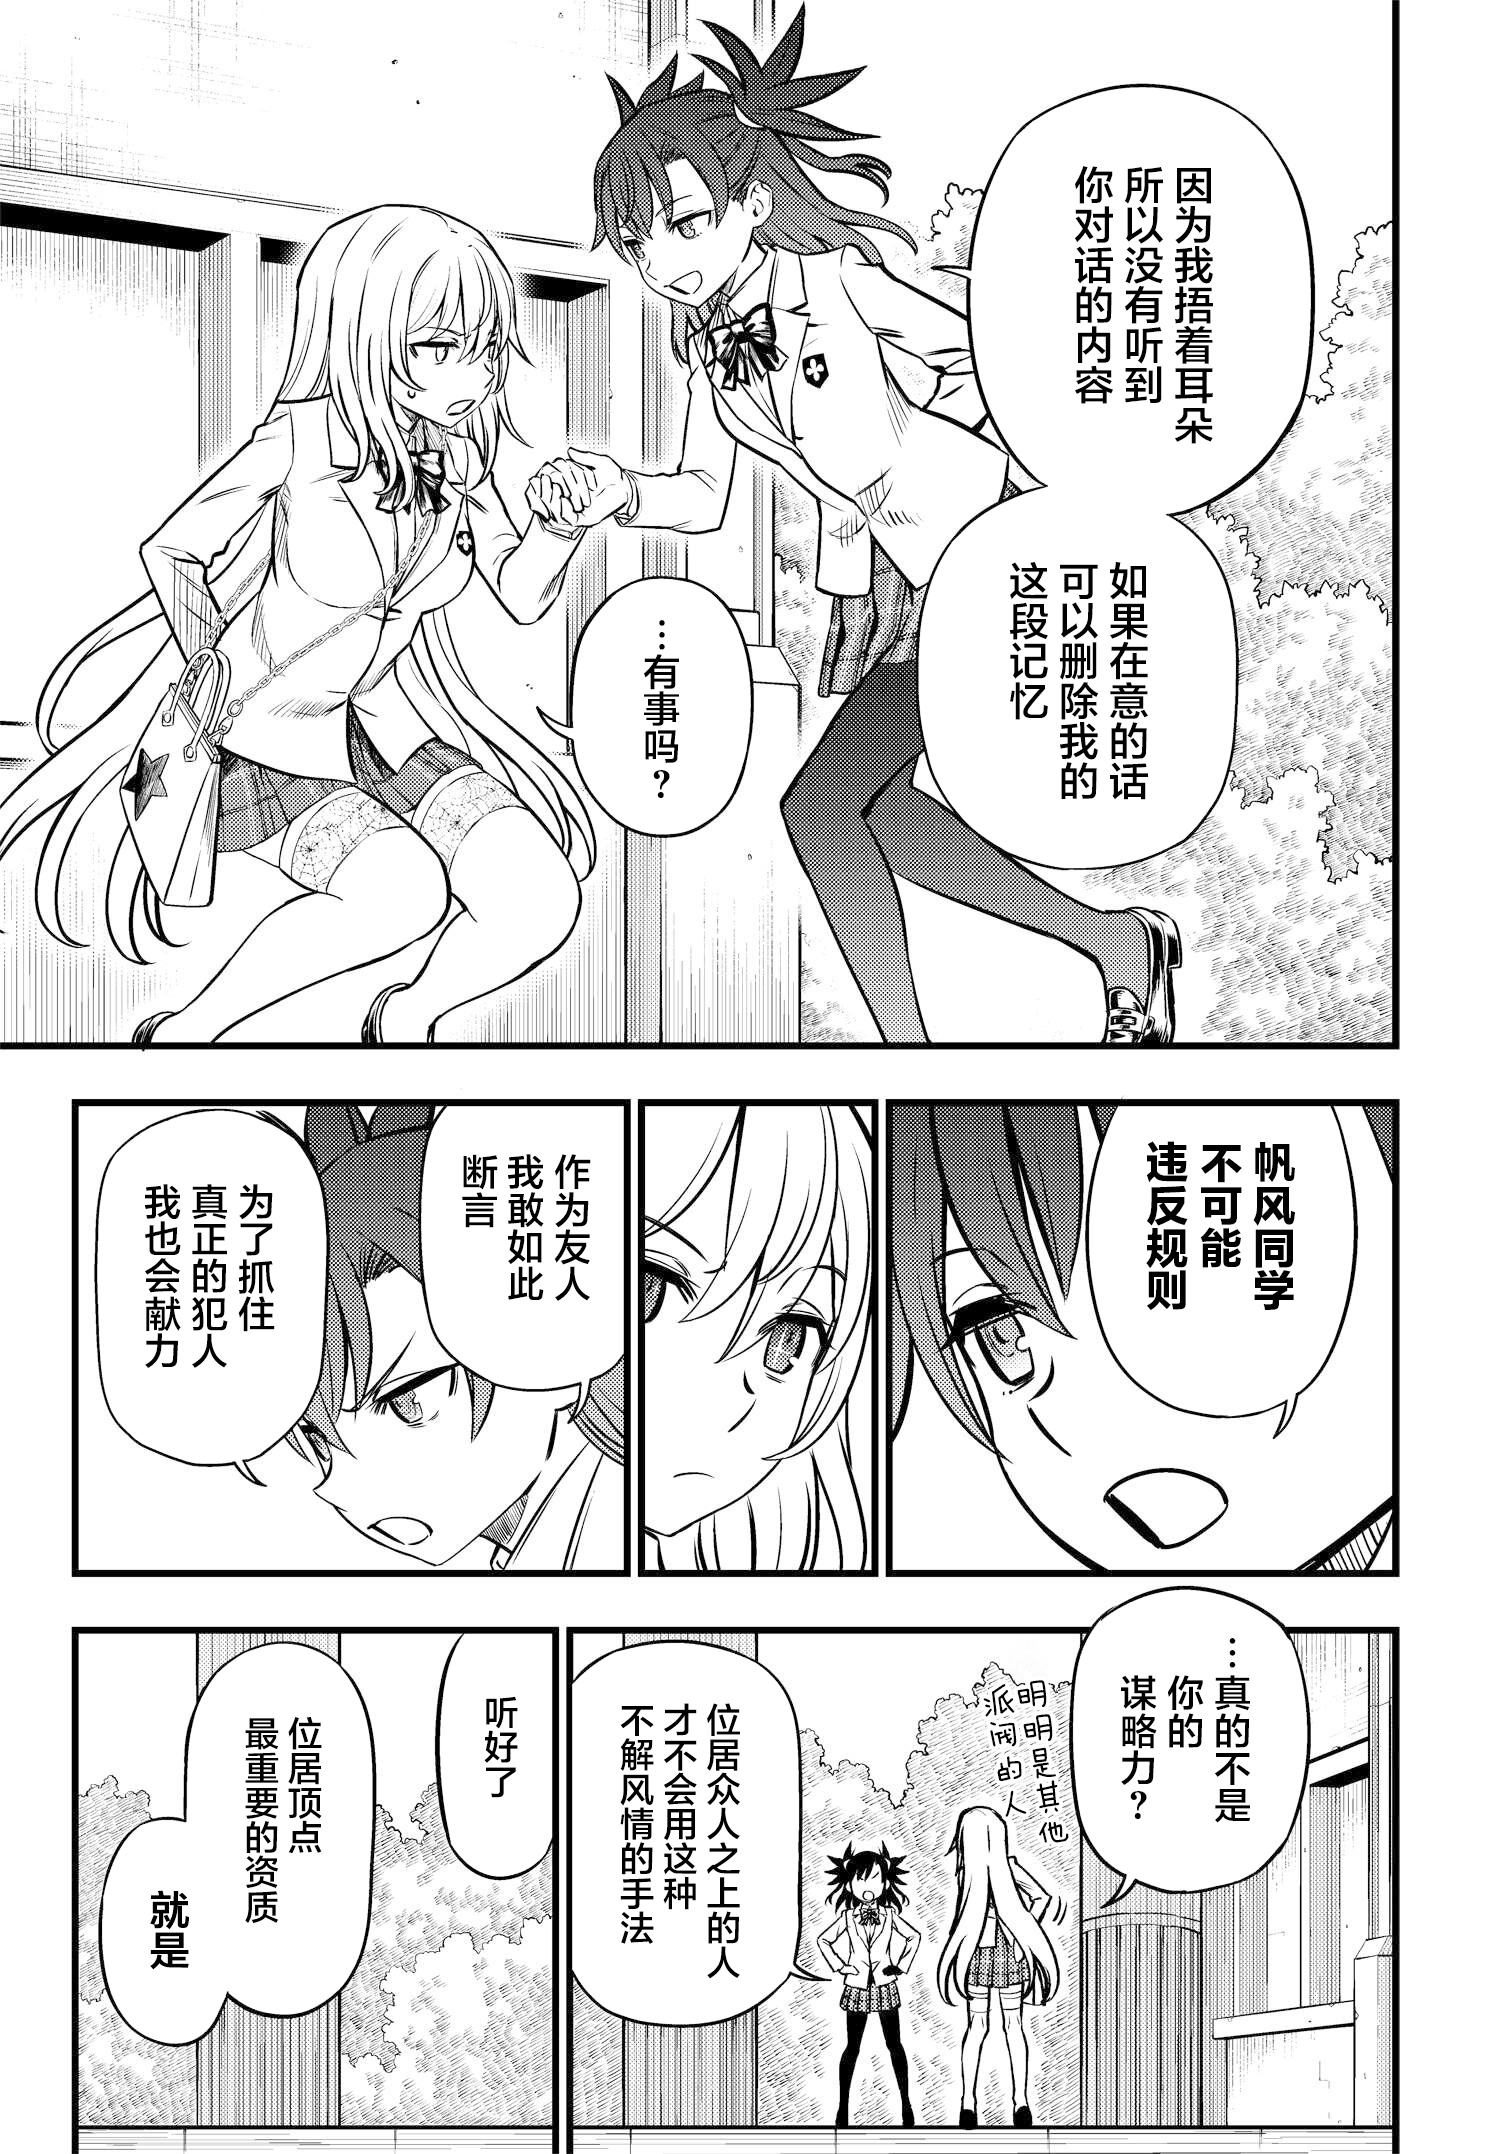 因为我捂着耳朵
所以没有听到
你对话的内容
如果在意的话
可以删除我的
这段记忆
…有事吗？
帆风同学
不可能
违反规则
作为友人
我敢如此
断言
为了抓住
真正的犯人
我也会献力
…真的不是
你的
谋略力？
明明是其他
派阀的人
位居众人之上的人
才不会用这种
不解风情的手法
听好了
位居顶点
最重要的资质
就是